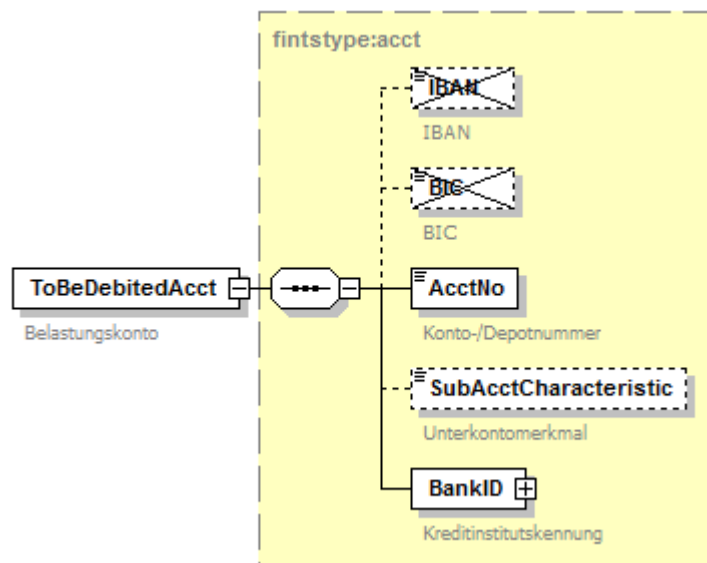 fintstype:acct
IBAN
IBAN
BIC
BIC
ToBeDebitedAcct
Belastungskonto
AcctNo
Konto-/Depotnummer
SubAcctCharacteristic
Unterkontomerkmal
BankID
Kreditinstitutskennung